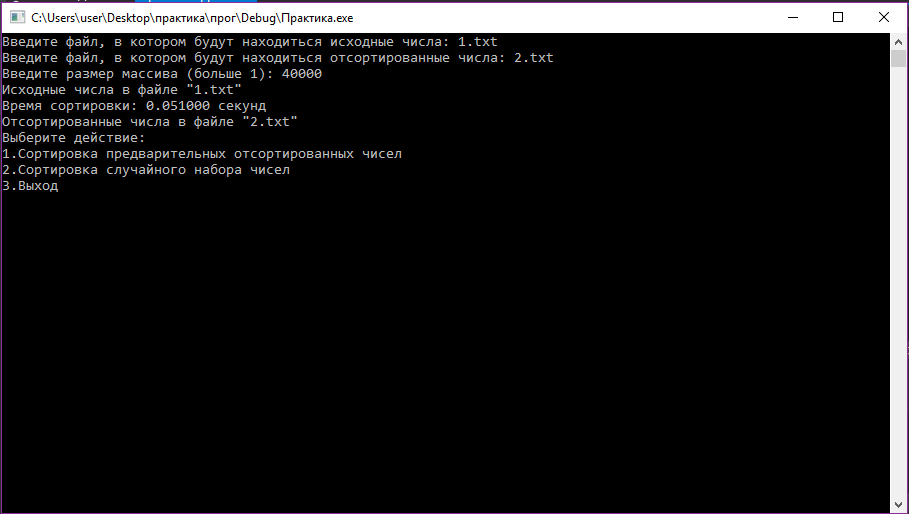 C:\Users\user\Desktop\практика\прог\Debug\Практика.exe
Введите файл, в котором будут находиться исходные числа: 1.txt
Введите файл, в котором будут находиться отсортированные числа: 2.txt
Введите размер массива (больше 1): 40000
Исходные числа в файле "1.txt"
Время сортировки: 0.051000 секунд
Отсортированные числа в файле "2.txt"
Выберите действие:
1.Сортировка предварительных отсортированных чисел
2.Сортировка случайного набора чисел
3.Выход